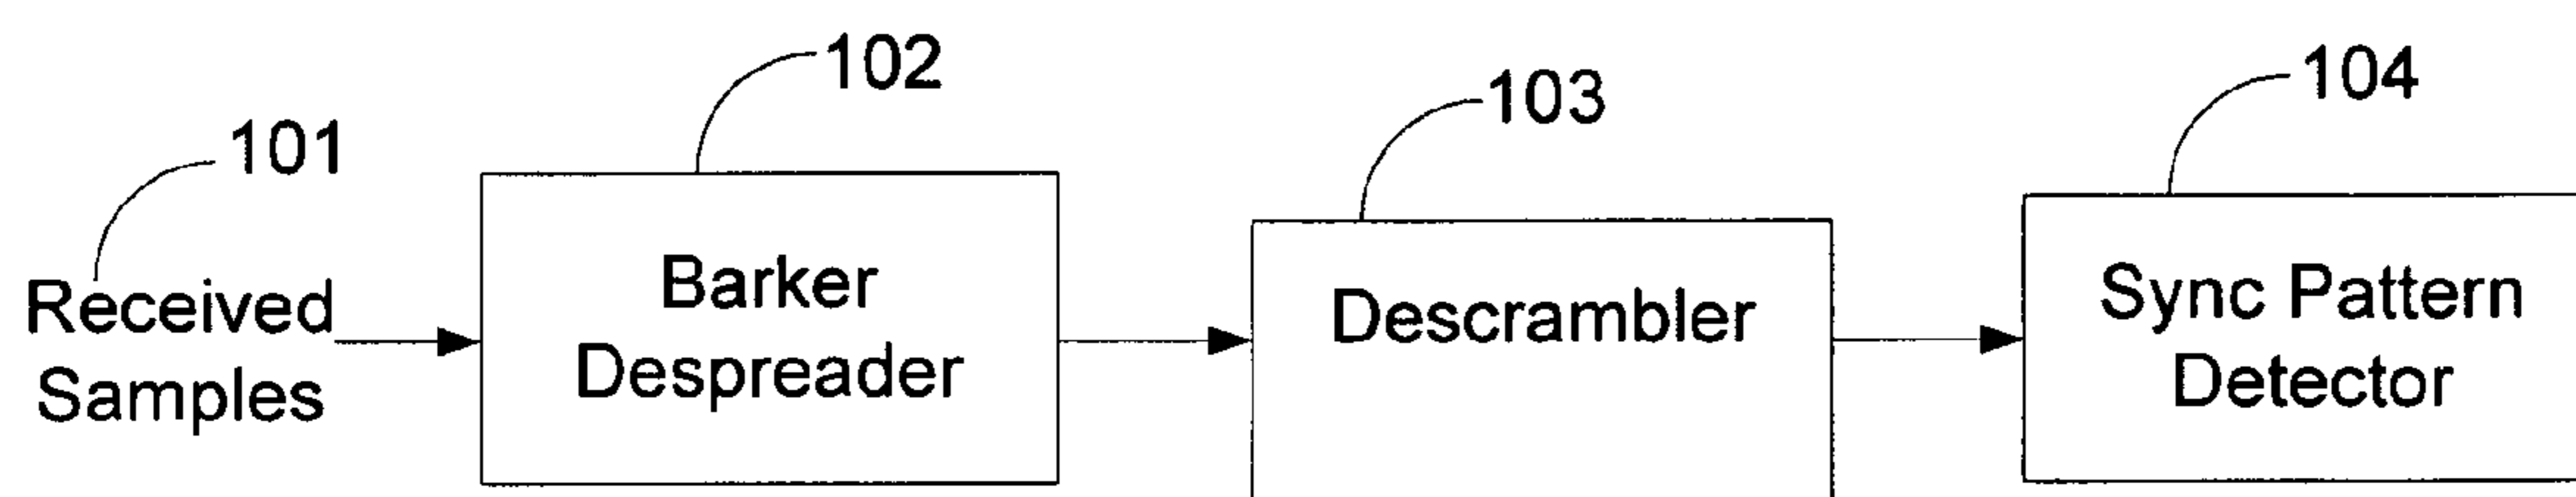 102
104
103
101
Barker
Despreader
Sync Pattern
Detector
Descrambler
Received
Samples